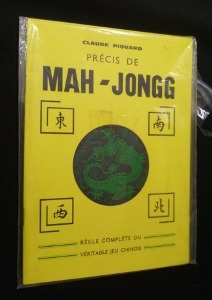 CLAUDE PIQUARD
PRÉCIS DE
MAH-JONGG
東 南
西 北
RÈGLE COMPLÈTE DU
VÉRITABLE JEU CHINOIS